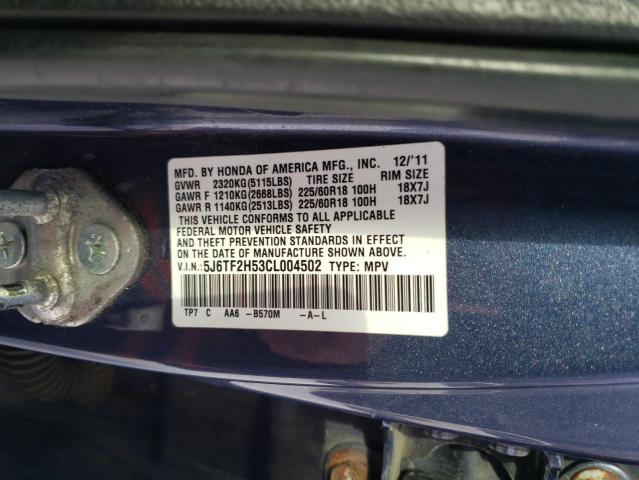 MFD. BY HONDA OF AMERICA MFG., INC. 12/'11
GVWR 2320KG(5115LBS) TIRE SIZE RIM SIZE
GAWR F 1210KG(2668LBS) 225/60R18 100H 18X7J
GAWR R 1140KG(2513LBS) 225/60R18 100H 18X7J
THIS VEHICLE CONFORMS TO ALL APPLICABLE
FEDERAL MOTOR VEHICLE SAFETY
AND THEFT PREVENTION STANDARDS IN EFFECT
ON THE DATE OF MANUFACTURE SHOWN ABOVE.
V.I.N.: 5J6TF2H53CL004502 TYPE: MPV
TP7 C AA6 -B570M -A-L